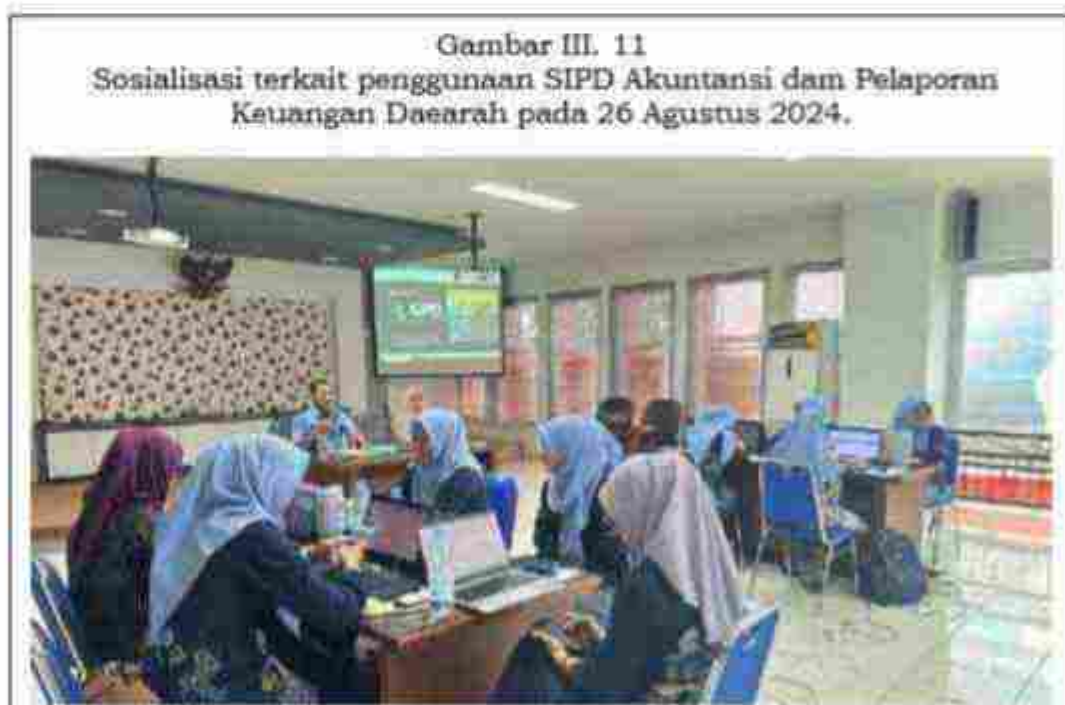 Gambar III. 11
Sosialisasi terkait penggunaan SIPD Akuntansi dam Pelaporan
Keuangan Daearah pada 26 Agustus 2024.